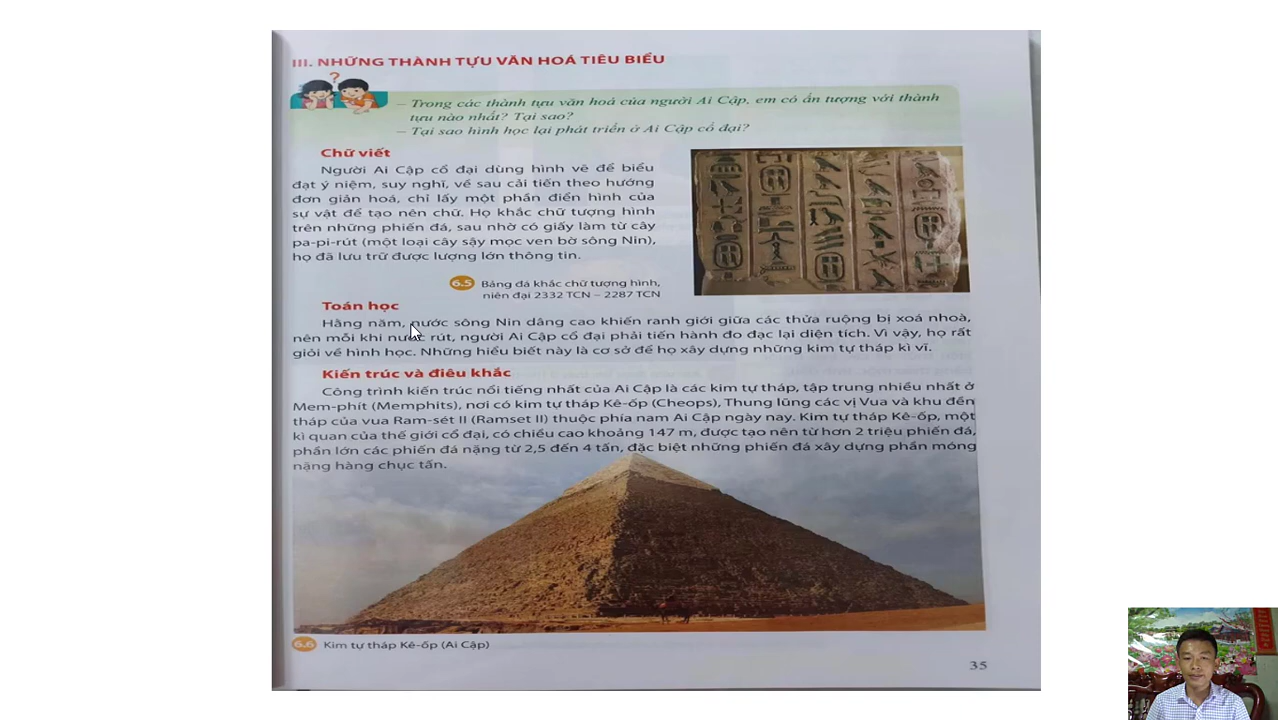 III. NHỮNG THÀNH TỰU VĂN HOÁ TIÊU BIỂU
?
– Trong các thành tựu văn hoá của người Ai Cập, em có ấn tượng với thành
tựu nào nhất? Tại sao?
– Tại sao hình học lại phát triển ở Ai Cập cổ đại?
Chữ viết
Người Ai Cập cổ đại dùng hình vẽ để biểu
đạt ý niệm, suy nghĩ, về sau cải tiến theo hướng
đơn giản hoá, chỉ lấy một phần điển hình của
sự vật để tạo nên chữ. Họ khắc chữ tượng hình
trên những phiến đá, sau nhờ có giấy làm từ cây
pa-pi-rút (một loại cây sậy mọc ven bờ sông Nin),
họ đã lưu trữ được lượng lớn thông tin.
6.5 Bảng đá khắc chữ tượng hình,
niên đại 2332 TCN – 2287 TCN
Toán học
Hằng năm, nước sông Nin dâng cao khiến ranh giới giữa các thửa ruộng bị xoá nhoà,
nên mỗi khi nước rút, người Ai Cập cổ đại phải tiến hành đo đạc lại diện tích. Vì vậy, họ rất
giỏi về hình học. Những hiểu biết này là cơ sở để họ xây dựng những kim tự tháp kì vĩ.
Kiến trúc và điêu khắc
Công trình kiến trúc nổi tiếng nhất của Ai Cập là các kim tự tháp, tập trung nhiều nhất ở
Mem-phít (Memphits), nơi có kim tự tháp Kê-ốp (Cheops), Thung lũng các vị Vua và khu đền
tháp của vua Ram-sét II (Ramset II) thuộc phía nam Ai Cập ngày nay. Kim tự tháp Kê-ốp, một
kì quan của thế giới cổ đại, có chiều cao khoảng 147 m, được tạo nên từ hơn 2 triệu phiến đá,
phần lớn các phiến đá nặng từ 2,5 đến 4 tấn, đặc biệt những phiến đá xây dựng phần móng
nặng hàng chục tấn.
6.6 Kim tự tháp Kê-ốp (Ai Cập)
35